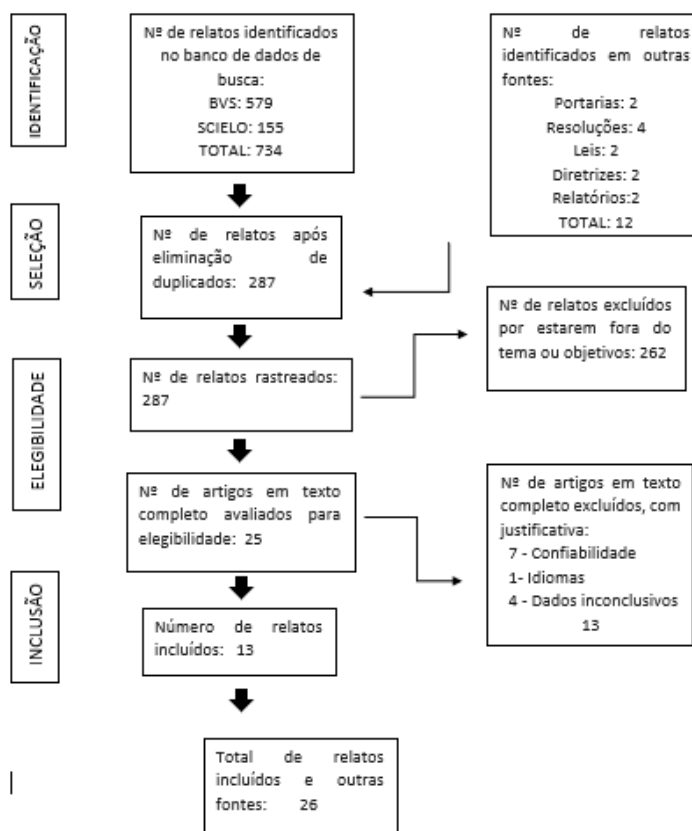 IDENTIFICAÇÃO
Nº de relatos identificados
no banco de dados de
busca:
BVS: 579
SCIELO: 155
TOTAL: 734
Nº de relatos
identificados em outras
fontes:
Portarias: 2
Resoluções: 4
Leis: 2
Diretrizes: 2
Relatórios:2
TOTAL: 12
SELEÇÃO
Nº de relatos após
eliminação de
duplicados: 287
Nº de relatos excluídos
por estarem fora do
tema ou objetivos: 262
ELEGIBILIDADE
Nº de relatos rastreados:
287
Nº de artigos em texto
completo avaliados para
elegibilidade: 25
Nº de artigos em texto
completo excluídos, com
justificativa:
7 - Confiabilidade
1- Idiomas
4 - Dados inconclusivos
13
INCLUSÃO
Número de relatos
incluídos: 13
Total de relatos
incluídos e outras
fontes: 26